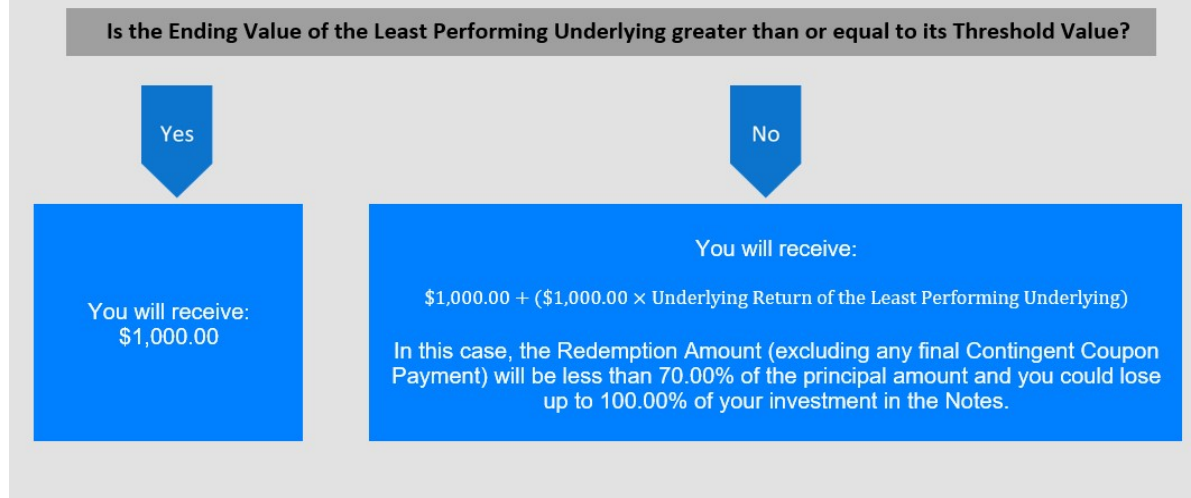 Is the Ending Value of the Least Performing Underlying greater than or equal to its Threshold Value?
Yes
No
You will receive:
$1,000.00
You will receive:
$1,000.00 + ($1,000.00 × Underlying Return of the Least Performing Underlying)
In this case, the Redemption Amount (excluding any final Contingent Coupon
Payment) will be less than 70.00% of the principal amount and you could lose
up to 100.00% of your investment in the Notes.